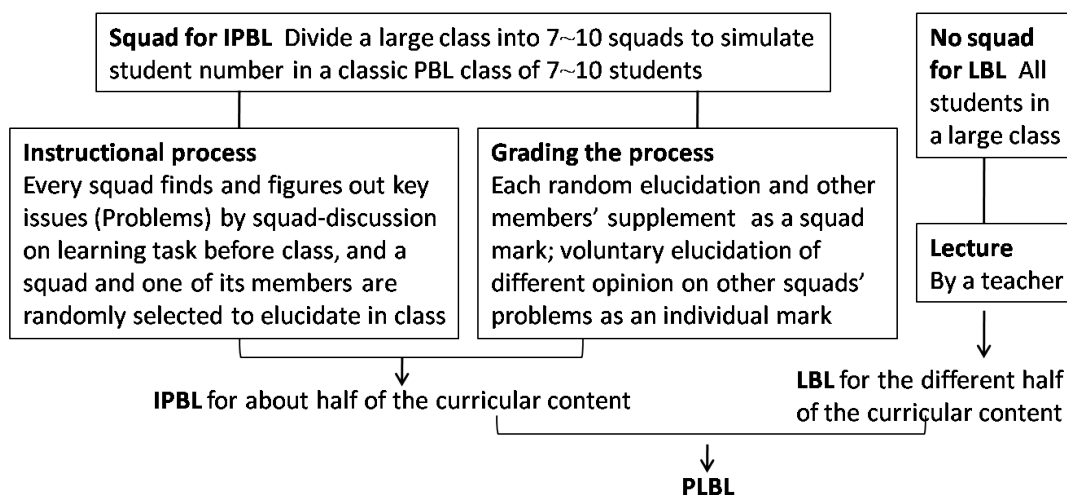 Squad for IPBL Divide a large class into 7~10 squads to simulate
student number in a classic PBL class of 7~10 students
No squad
for LBL All
students in
a large class
Instructional process
Every squad finds and figures out key
issues (Problems) by squad-discussion
on learning task before class, and a
squad and one of its members are
randomly selected to elucidate in class
Grading the process
Each random elucidation and other
members’ supplement as a squad
mark; voluntary elucidation of
different opinion on other squads’
problems as an individual mark
Lecture
By a teacher
IPBL for about half of the curricular content
LBL for the different half
of the curricular content
PLBL